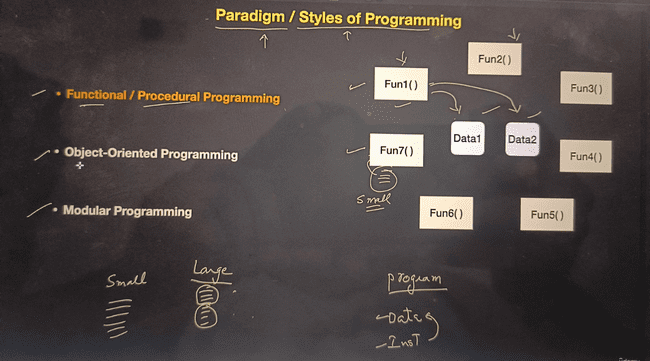 Paradigm / Styles of Programming
• Functional / Procedural Programming
• Object-Oriented Programming
• Modular Programming
Fun1( )
Fun2( )
Fun3( )
Data1
Data2
Fun7( )
Fun4( )
Small
Fun6( )
Fun5( )
Small
Large
Program
Data
InsT